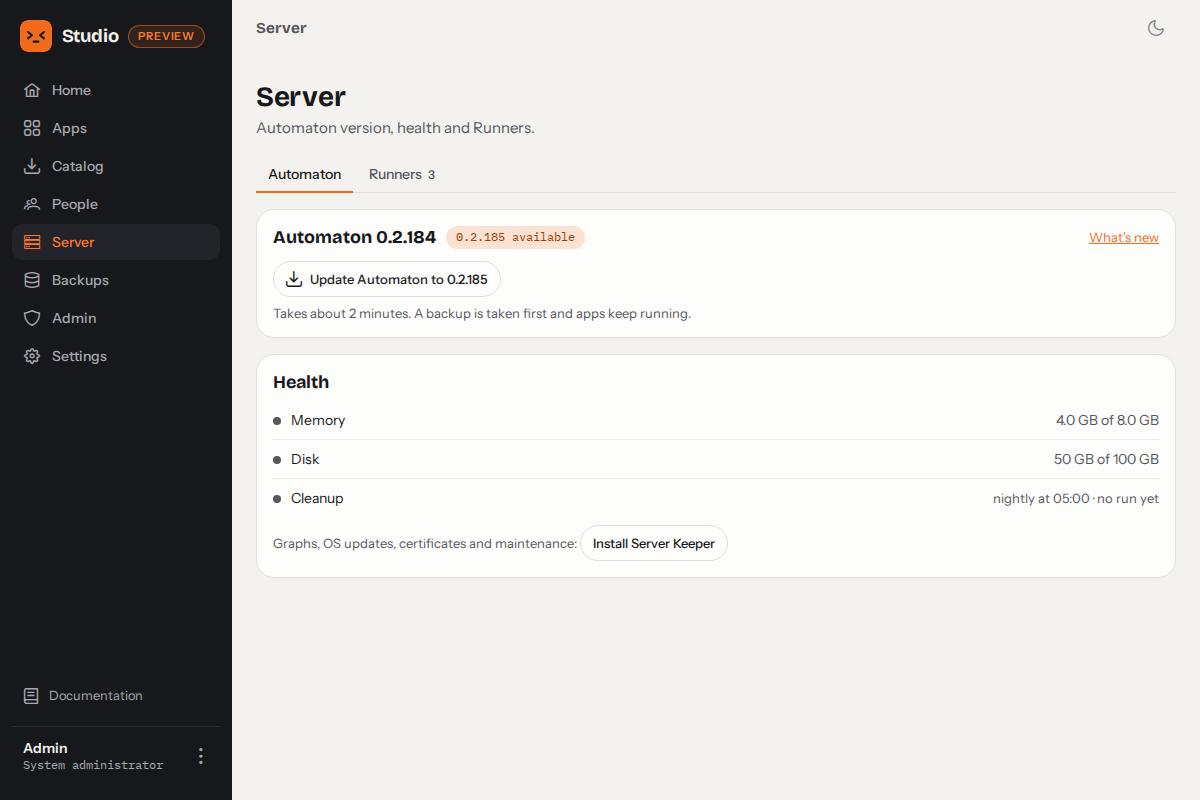 Studio PREVIEW
Home
Apps
Catalog
People
Server
Backups
Admin
Settings
Documentation
Admin
System administrator
Server
Server
Automaton version, health and Runners.
Automaton Runners 3
Automaton 0.2.184 0.2.185 available What's new
Update Automaton to 0.2.185
Takes about 2 minutes. A backup is taken first and apps keep running.
Health
Memory 4.0 GB of 8.0 GB
Disk 50 GB of 100 GB
Cleanup nightly at 05:00 · no run yet
Graphs, OS updates, certificates and maintenance: Install Server Keeper